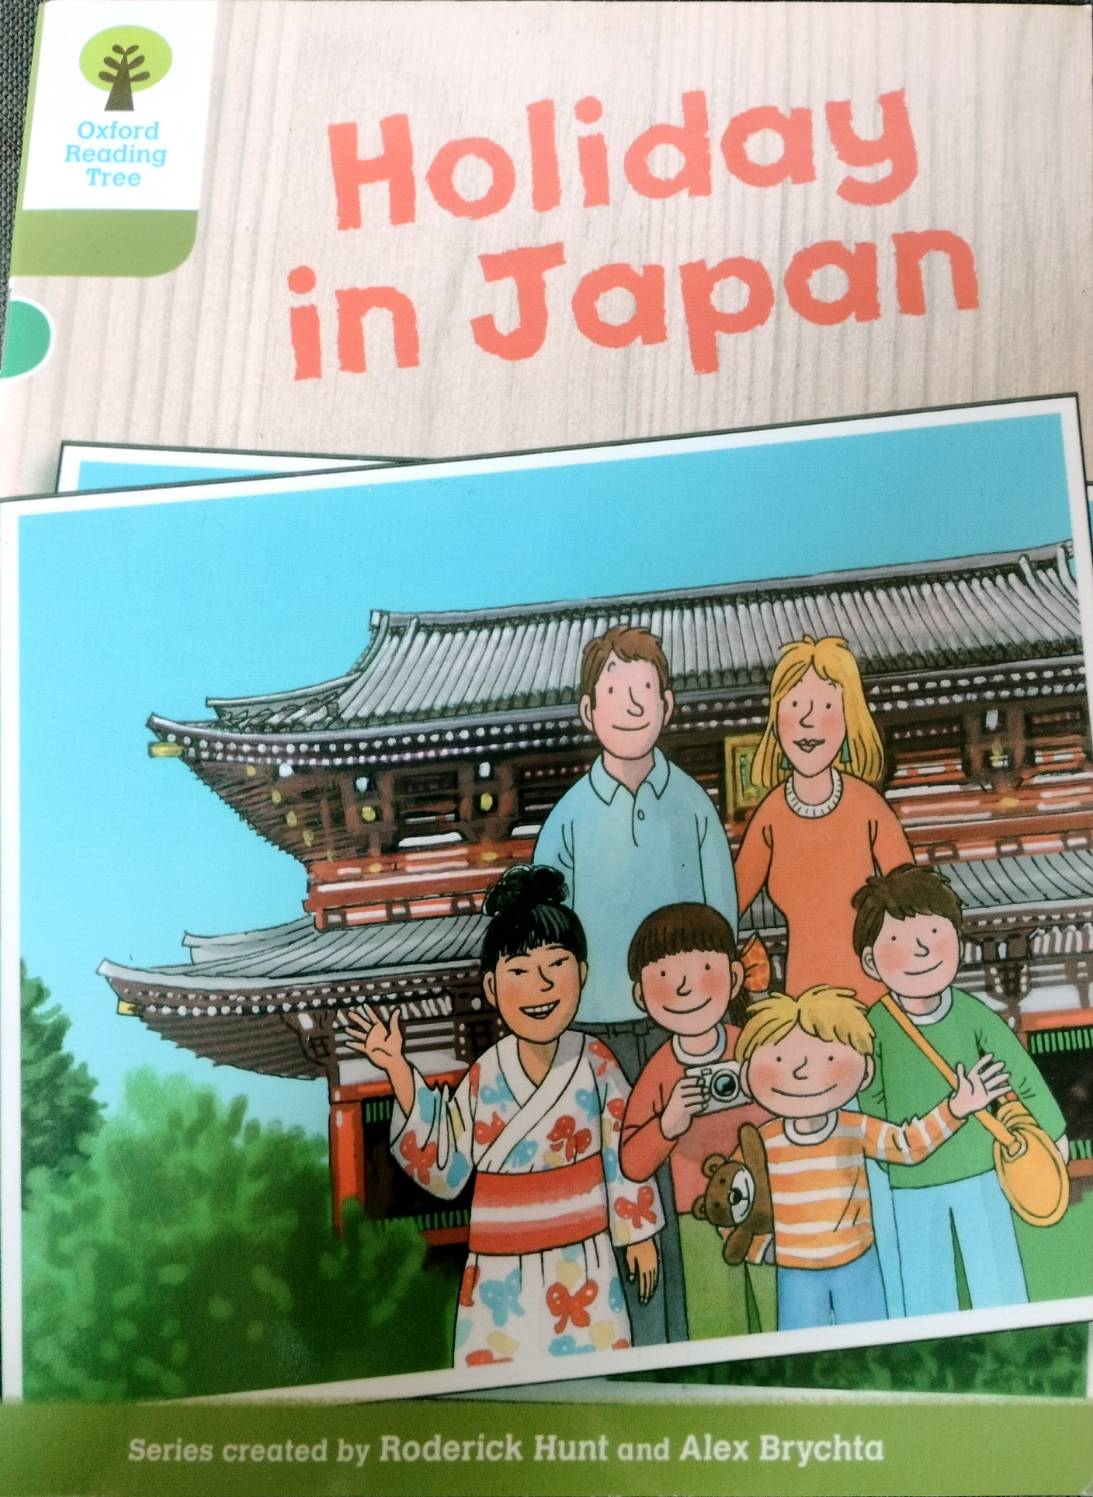 Oxford
Reading
Tree
Holiday
in Japan
Series created by Roderick Hunt and Alex Brychta